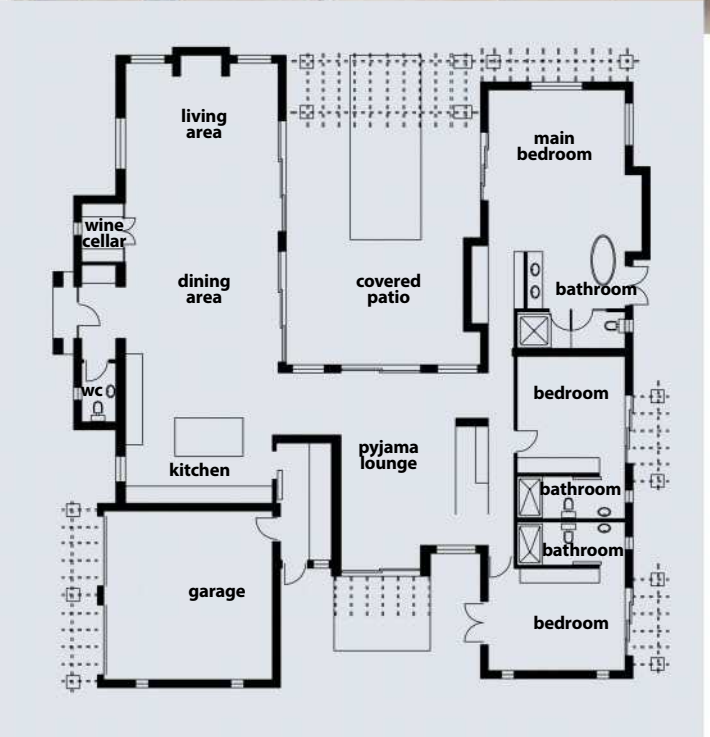 living
area
main
bedroom
wine
cellar
dining
area
covered
patio
bathroom
wc
bedroom
kitchen
pyjama
lounge
bathroom
bathroom
garage
bedroom